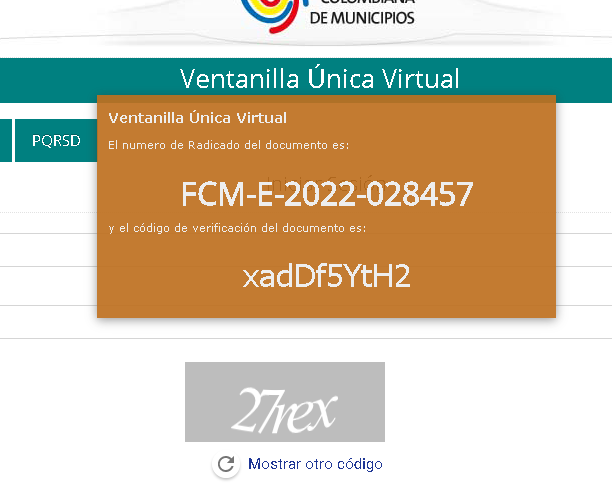 COLOMBIANA
DE MUNICIPIOS
Ventanilla Única Virtual
PQRSD
Ventanilla Única Virtual
El numero de Radicado del documento es:
FCM-E-2022-028457
y el código de verificación del documento es:
xadDf5YtH2
27rex
Mostrar otro código